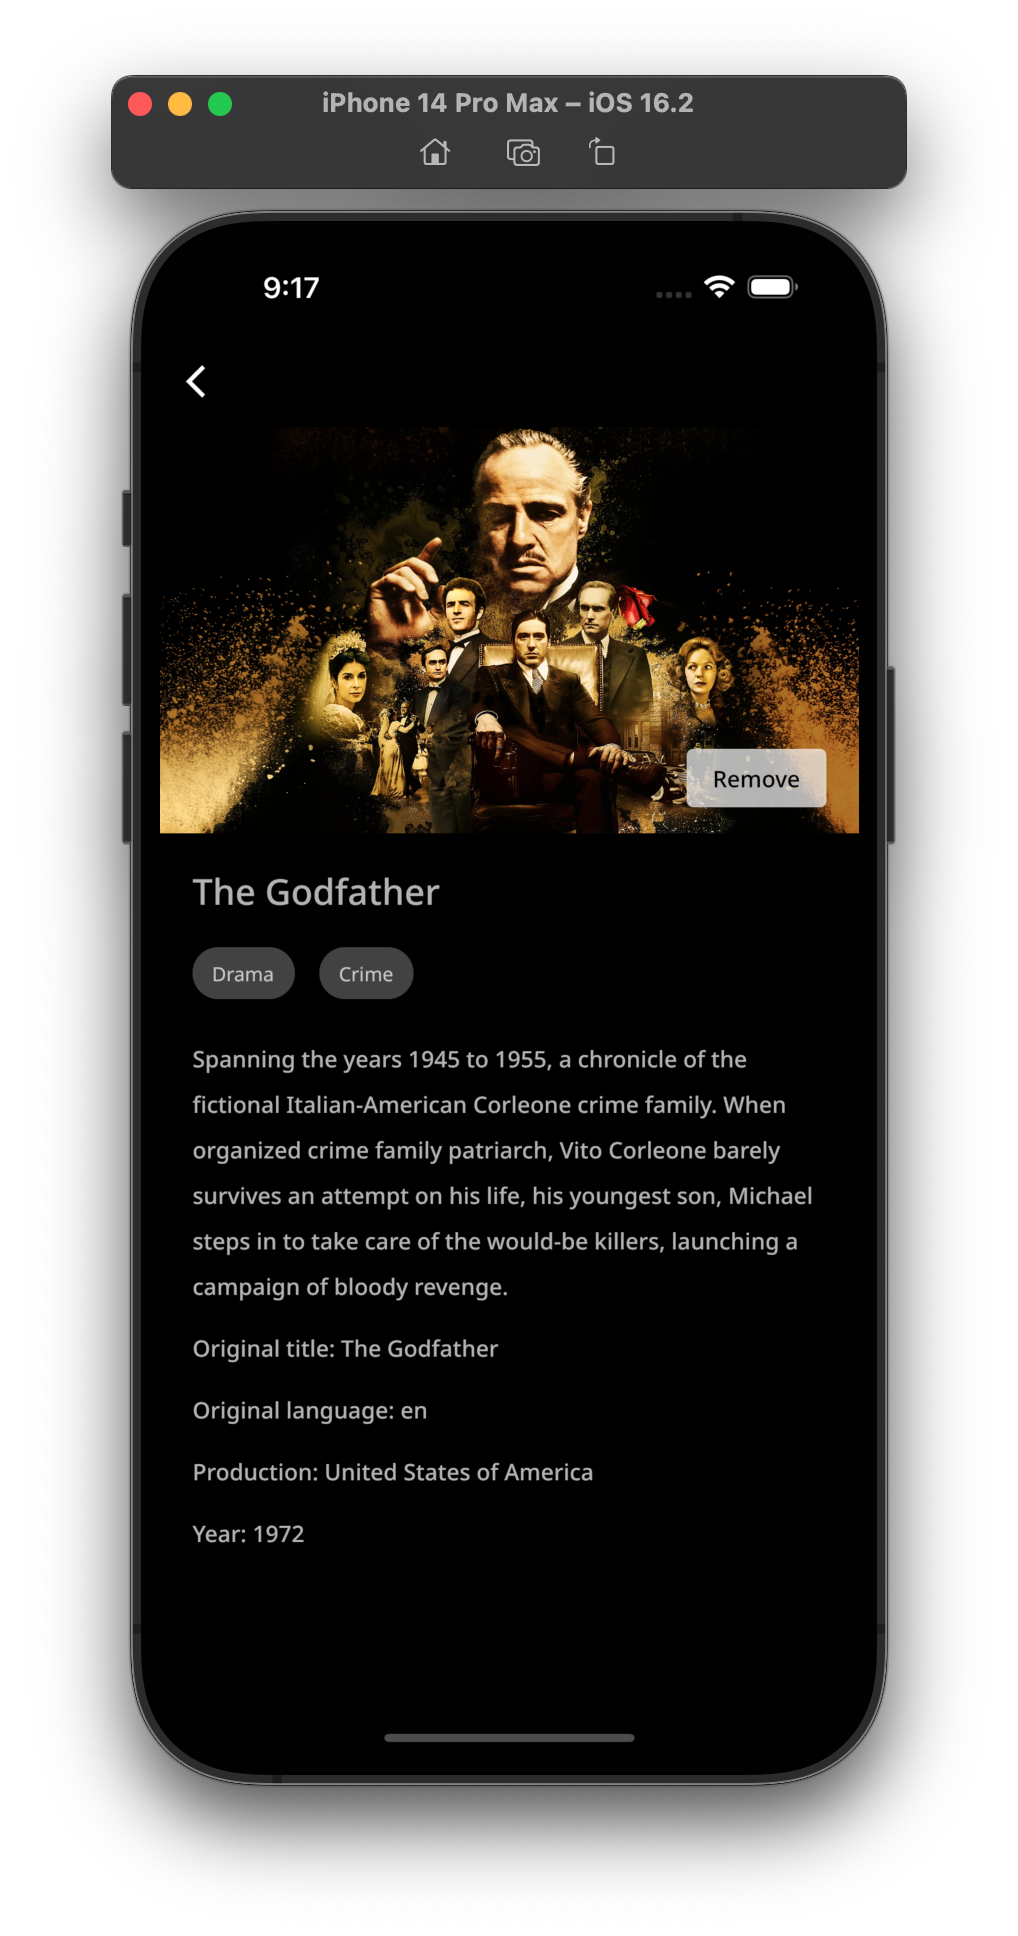 iPhone 14 Pro Max – iOS 16.2
9:17
Remove
The Godfather
Drama
Crime
Spanning the years 1945 to 1955, a chronicle of the
fictional Italian-American Corleone crime family. When
organized crime family patriarch, Vito Corleone barely
survives an attempt on his life, his youngest son, Michael
steps in to take care of the would-be killers, launching a
campaign of bloody revenge.
Original title: The Godfather
Original language: en
Production: United States of America
Year: 1972